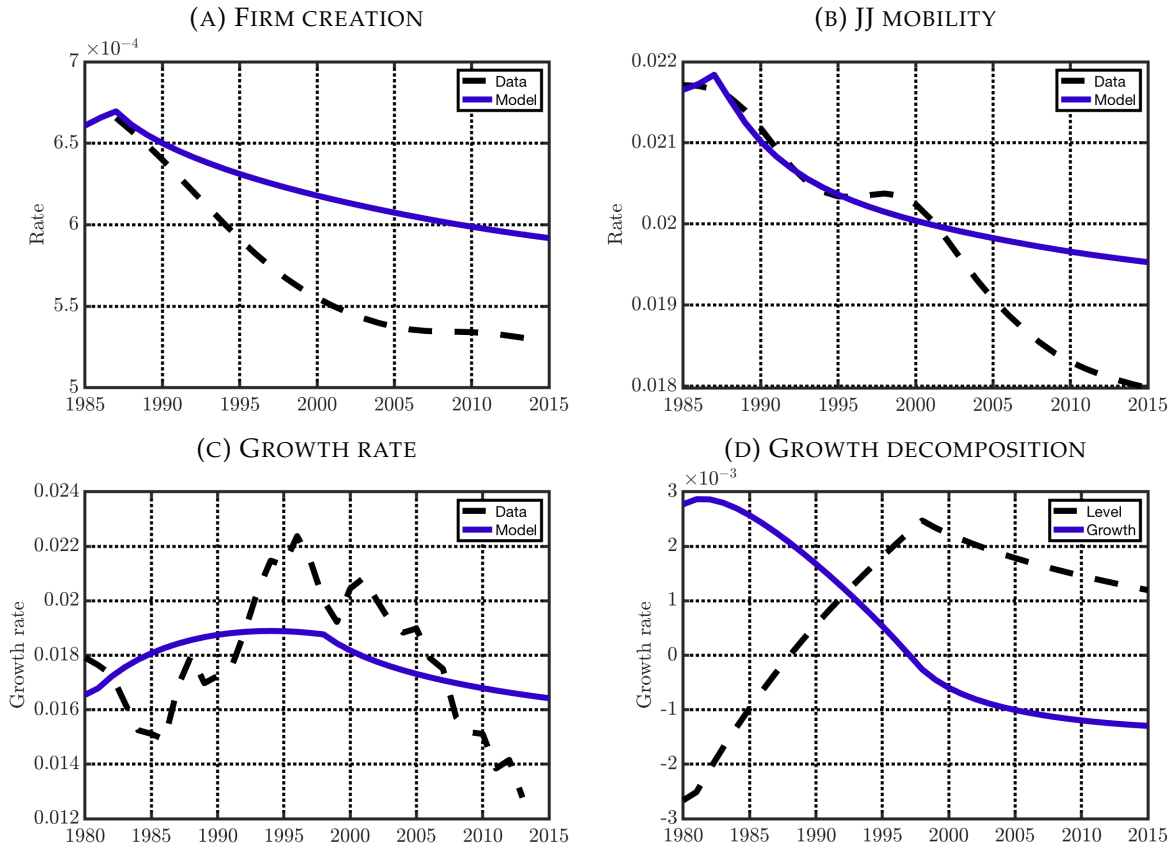 (A) FIRM CREATION
×10⁻⁴
7
6.5
6
5.5
5
Rate
Data
Model
1985 1990 1995 2000 2005 2010 2015
(B) JJ MOBILITY
0.022
0.021
0.02
0.019
0.018
Rate
Data
Model
1985 1990 1995 2000 2005 2010 2015
(C) GROWTH RATE
0.024
0.022
0.02
0.018
0.016
0.014
0.012
Growth rate
Data
Model
1980 1985 1990 1995 2000 2005 2010 2015
(D) GROWTH DECOMPOSITION
×10⁻³
3
2
1
0
-1
-2
-3
Growth rate
Level
Growth
1980 1985 1990 1995 2000 2005 2010 2015